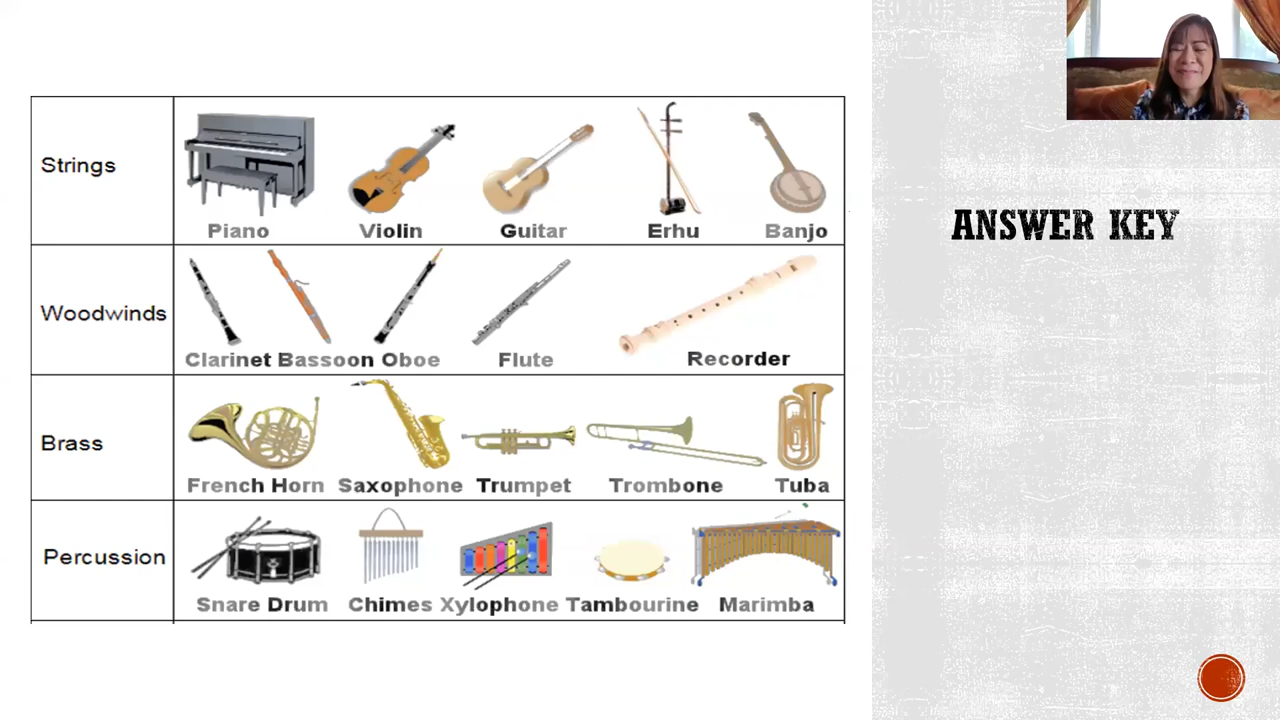 Strings
Piano Violin Guitar Erhu Banjo
Woodwinds
Clarinet Bassoon Oboe Flute Recorder
Brass
French Horn Saxophone Trumpet Trombone Tuba
Percussion
Snare Drum Chimes Xylophone Tambourine Marimba
ANSWER KEY